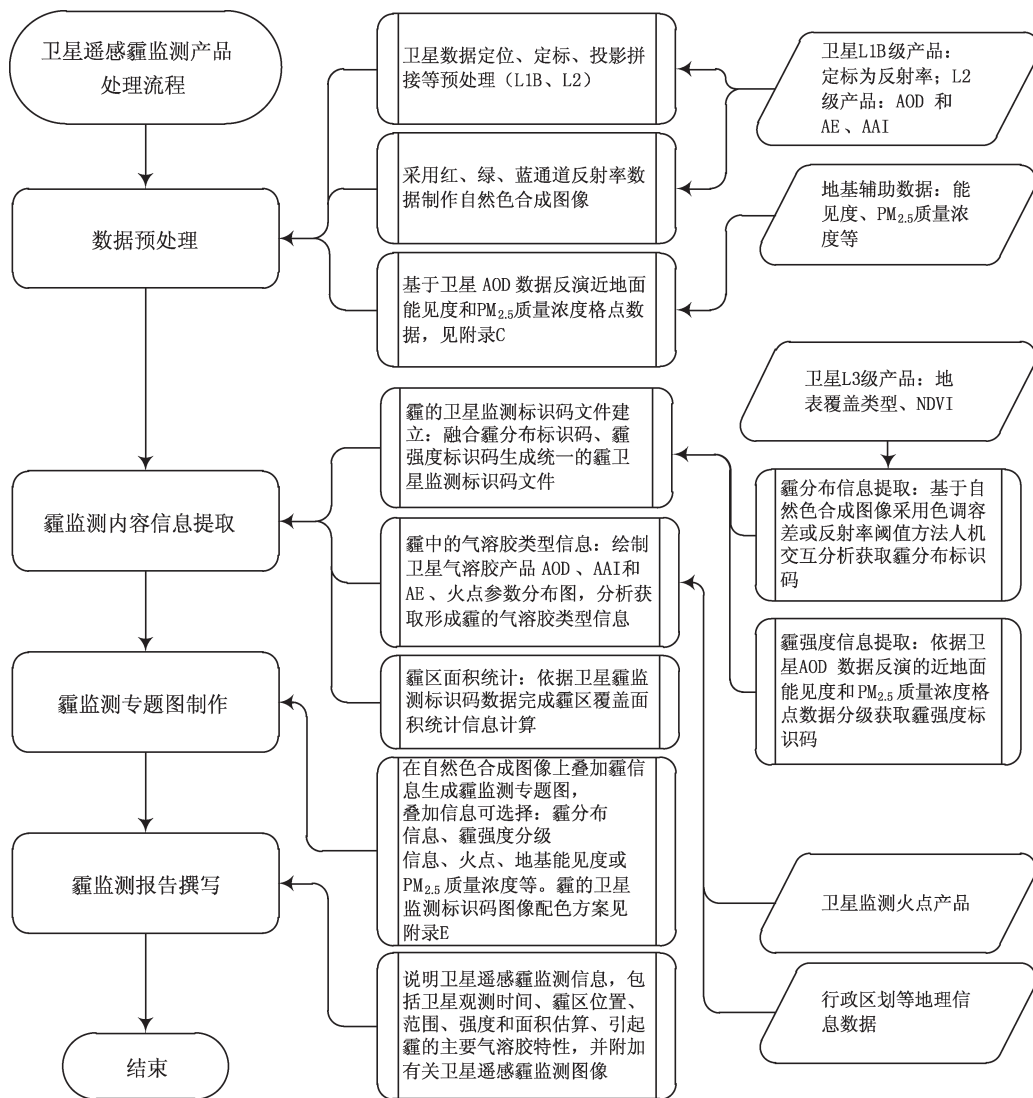 卫星遥感霾监测产品
处理流程
数据预处理
霾监测内容信息提取
霾监测专题图制作
霾监测报告撰写
结束
卫星数据定位、定标、投影拼
接等预处理（L1B、L2）
采用红、绿、蓝通道反射率数
据制作自然色合成图像
基于卫星 AOD 数据反演近地面
能见度和PM2.5质量浓度格点数
据，见附录C
霾的卫星监测标识码文件建
立：融合霾分布标识码、霾
强度标识码生成统一的霾卫
星监测标识码文件
霾中的气溶胶类型信息：绘制
卫星气溶胶产品 AOD、AAI和
AE、火点参数分布图，分析获
取形成霾的气溶胶类型信息
霾区面积统计：依据卫星霾监
测标识码数据完成霾区覆盖面
积统计信息计算
在自然色合成图像上叠加霾信
息生成霾监测专题图，
叠加信息可选择：霾分布
信息、霾强度分级
信息、火点、地基能见度或
PM2.5 质量浓度等。霾的卫星
监测标识码图像配色方案见
附录E
说明卫星遥感霾监测信息，包
括卫星观测时间、霾区位置、
范围、强度和面积估算、引起
霾的主要气溶胶特性，并附加
有关卫星遥感霾监测图像
卫星L1B级产品：
定标为反射率；L2
级产品：AOD 和
AE、AAI
地基辅助数据：能
见度、PM2.5质量浓
度等
卫星L3级产品：地
表覆盖类型、NDVI
霾分布信息提取：基于自
然色合成图像采用色调容
差或反射率阈值方法人机
交互分析获取霾分布标识
码
霾强度信息提取：依据卫
星AOD 数据反演的近地面
能见度和 PM2.5 质量浓度格
点数据分级获取霾强度标
识码
卫星监测火点产品
行政区划等地理信
息数据